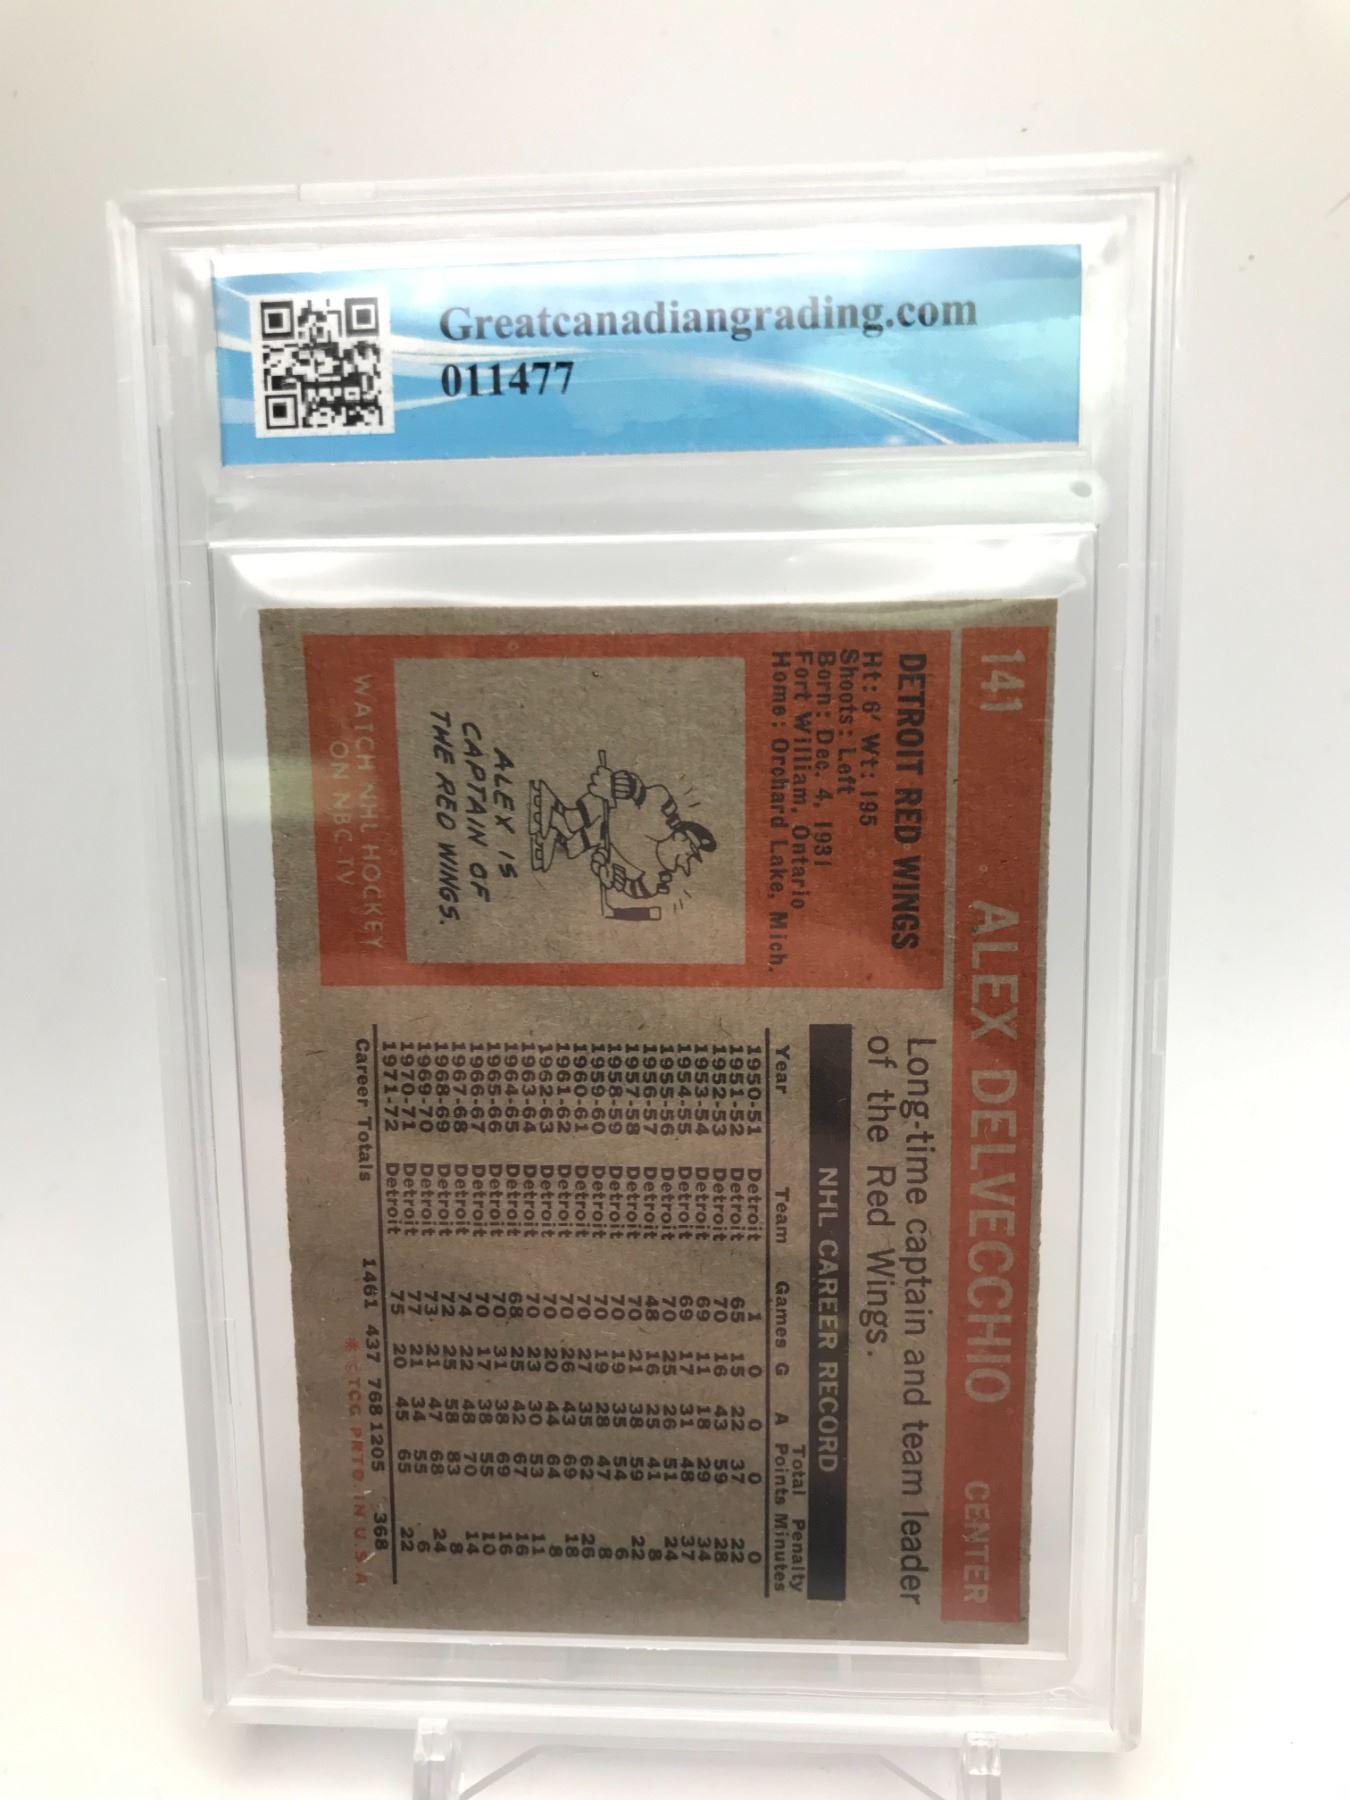 Greatcanadiangrading.com
011477
141 ALEX DELVECCHIO CENTER
DETROIT RED WINGS
Ht: 6' Wt: 195
Shoots: Left
Born: Dec. 4, 1931
Fort William, Ontario
Home: Orchard Lake, Mich.
ALEX IS
CAPTAIN OF
THE RED WINGS.
WATCH NHL HOCKEY
ON NBC-TV
Long-time captain and team leader
of the Red Wings.
NHL CAREER RECORD
Total Penalty
Year Team Games G A Points Minutes
1950-51 Detroit 1 0 0 0 0
1951-52 Detroit 65 15 22 37 22
1952-53 Detroit 70 16 43 59 28
1953-54 Detroit 69 11 18 29 34
1954-55 Detroit 69 17 31 48 37
1955-56 Detroit 70 25 26 51 24
1956-57 Detroit 48 16 25 41 8
1957-58 Detroit 70 21 38 59 22
1958-59 Detroit 70 19 35 54 6
1959-60 Detroit 70 19 28 47 8
1960-61 Detroit 70 27 35 62 26
1961-62 Detroit 70 26 43 69 18
1962-63 Detroit 70 20 44 64 8
1963-64 Detroit 70 23 30 53 11
1964-65 Detroit 68 25 42 67 16
1965-66 Detroit 70 31 38 69 16
1966-67 Detroit 70 17 38 55 10
1967-68 Detroit 74 22 48 70 14
1968-69 Detroit 72 25 58 83 8
1969-70 Detroit 73 21 47 68 24
1970-71 Detroit 77 21 34 55 6
1971-72 Detroit 75 20 45 65 22
Career Totals 1461 437 768 1205 368
* © T.C.G. PRTD. IN U.S.A.